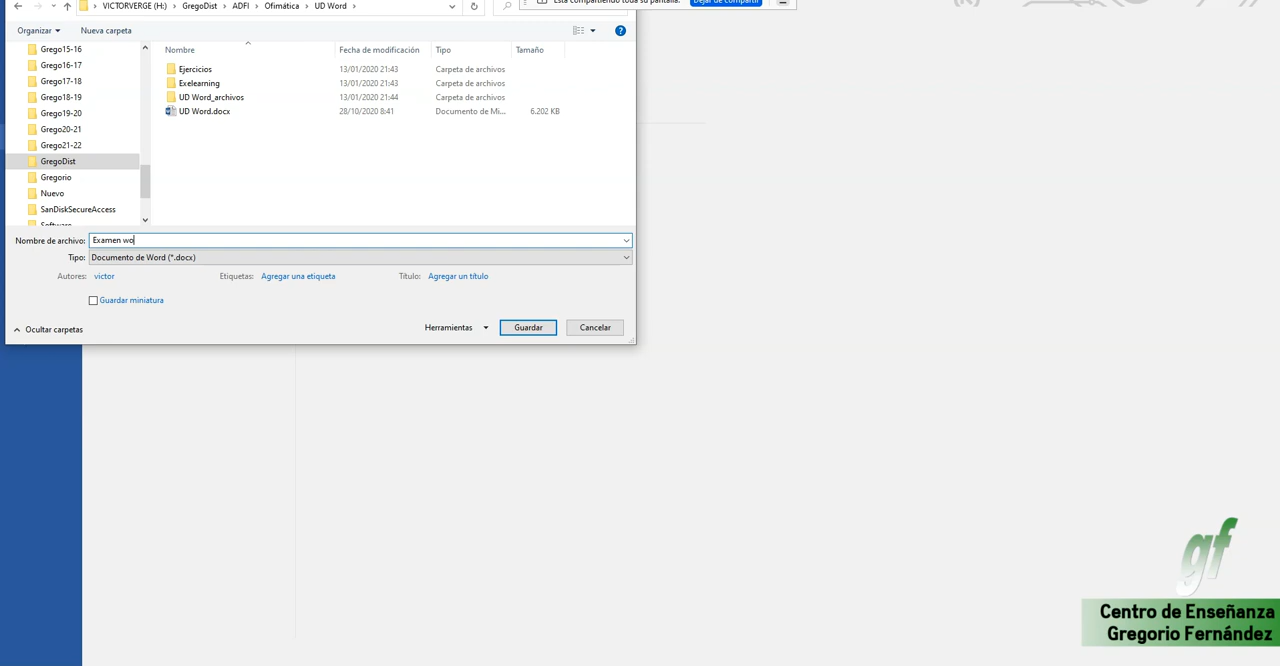 VICTORVERGE (H:) > GregoDist > ADFI > Ofimática > UD Word >
Está compartiendo toda su pantalla. Dejar de compartir
Organizar Nueva carpeta
Nombre Fecha de modificación Tipo Tamaño
Grego15-16
Grego16-17
Grego17-18
Grego18-19
Grego19-20
Grego20-21
Grego21-22
GregoDist
Gregorio
Nuevo
SanDiskSecureAccess
Software
Ejercicios 13/01/2020 21:43 Carpeta de archivos
Exelearning 13/01/2020 21:43 Carpeta de archivos
UD Word_archivos 13/01/2020 21:44 Carpeta de archivos
UD Word.docx 28/10/2020 8:41 Documento de Mi... 6.202 KB
Nombre de archivo: Examen wo
Tipo: Documento de Word (*.docx)
Autores: victor Etiquetas: Agregar una etiqueta Título: Agregar un título
Guardar miniatura
Ocultar carpetas Herramientas Guardar Cancelar
gf
Centro de Enseñanza
Gregorio Fernández